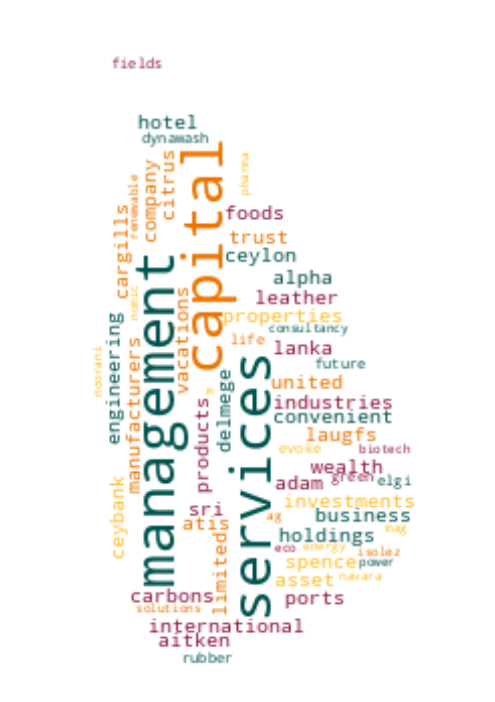 fields
hotel
dynawash
capital
citrus
company
pharma
renewable
cargills
foods
trust
ceylon
management
alpha
leather
vacations
properties
nomic
consultancy
engineering
life
lanka
manufacturers
noorani
services
future
delmege
united
products
industries
convenient
laugfs
evoke
biotech
wealth
green
adam
elgi
ceybank
investments
sri
ag
business
atis
mag
limited
holdings
eco
energy
isolez
spence
power
asset
navara
carbons
ports
solutions
international
aitken
rubber